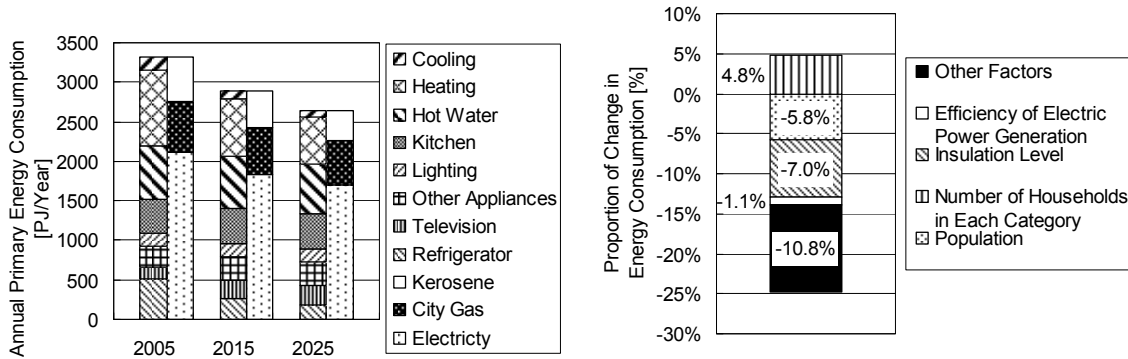 Annual Primary Energy Consumption
[PJ/Year]
3500
3000
2500
2000
1500
1000
500
0
2005
2015
2025
Cooling
Heating
Hot Water
Kitchen
Lighting
Other Appliances
Television
Refrigerator
Kerosene
City Gas
Electricty
Proportion of Change in
Energy Consumption [%]
10%
5%
0%
-5%
-10%
-15%
-20%
-25%
-30%
4.8%
-5.8%
-7.0%
-1.1%
-10.8%
Other Factors
Efficiency of Electric
Power Generation
Insulation Level
Number of Households
in Each Category
Population